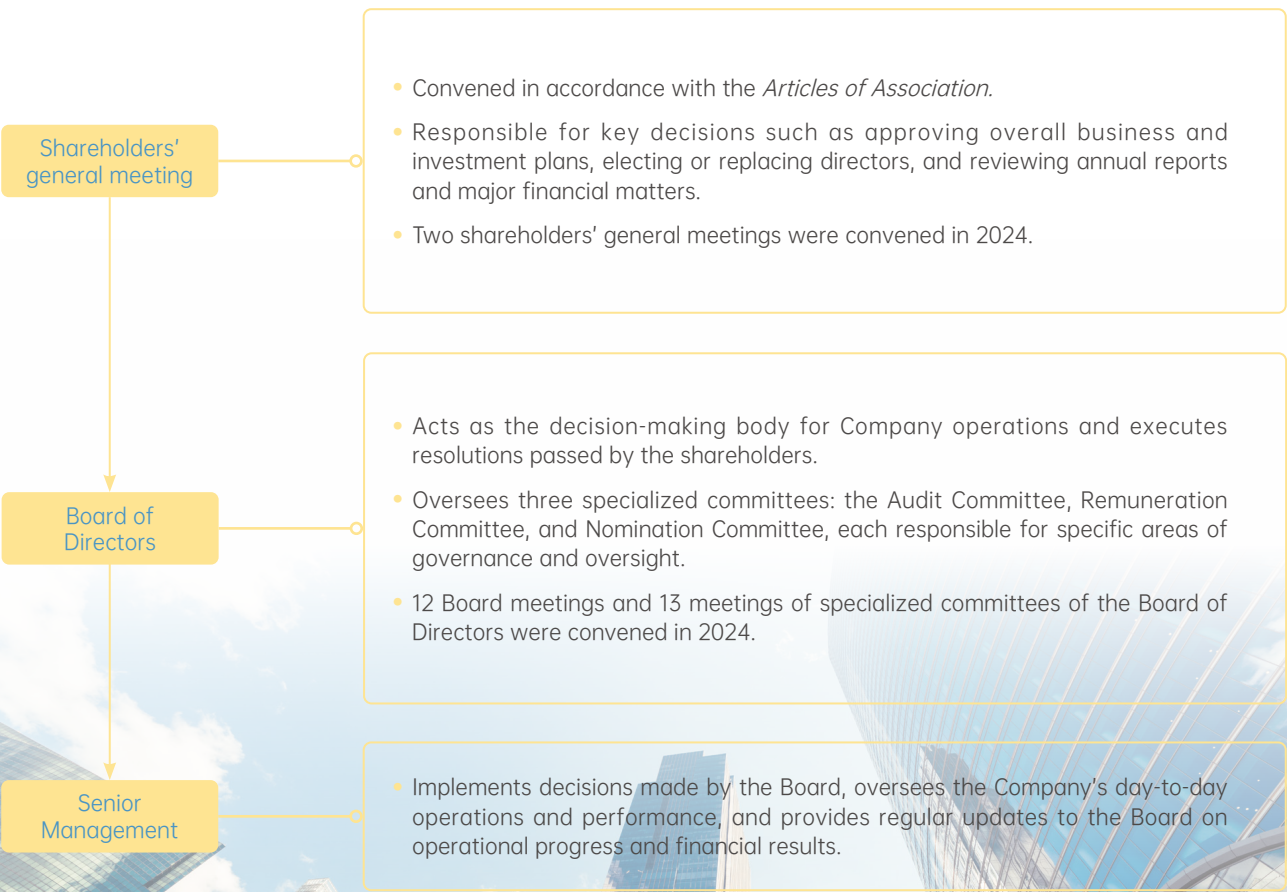 Shareholders'
general meeting
• Convened in accordance with the Articles of Association.
• Responsible for key decisions such as approving overall business and
investment plans, electing or replacing directors, and reviewing annual reports
and major financial matters.
• Two shareholders' general meetings were convened in 2024.
Board of
Directors
• Acts as the decision-making body for Company operations and executes
resolutions passed by the shareholders.
• Oversees three specialized committees: the Audit Committee, Remuneration
Committee, and Nomination Committee, each responsible for specific areas of
governance and oversight.
• 12 Board meetings and 13 meetings of specialized committees of the Board of
Directors were convened in 2024.
Senior
Management
• Implements decisions made by the Board, oversees the Company's day-to-day
operations and performance, and provides regular updates to the Board on
operational progress and financial results.